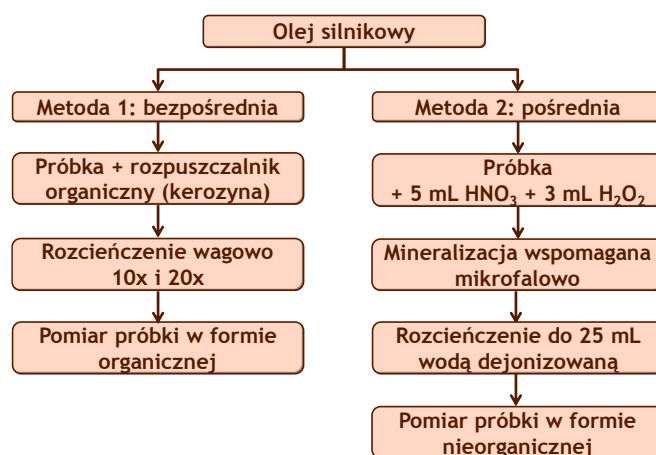 Olej silnikowy
Metoda 1: bezpośrednia
Próbka + rozpuszczalnik
organiczny (kerozyna)
Rozcieńczenie wagowo
10x i 20x
Pomiar próbki w formie
organicznej
Metoda 2: pośrednia
Próbka
+ 5 mL HNO₃ + 3 mL H₂O₂
Mineralizacja wspomagana
mikrofalowo
Rozcieńczenie do 25 mL
wodą dejonizowaną
Pomiar próbki w formie
nieorganicznej